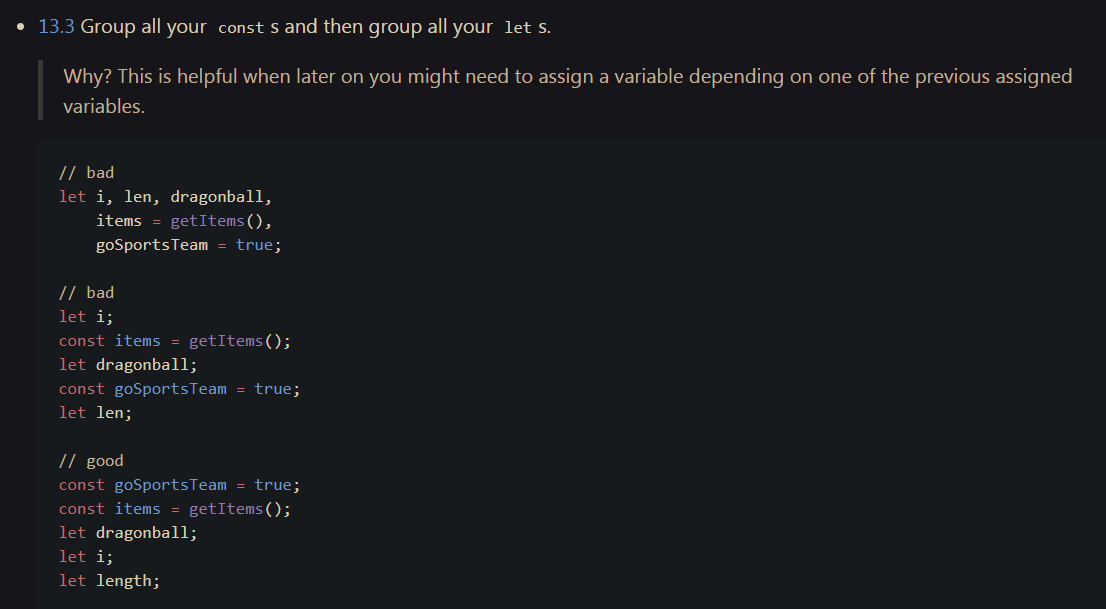 • 13.3 Group all your const s and then group all your let s.
Why? This is helpful when later on you might need to assign a variable depending on one of the previous assigned
variables.
// bad
let i, len, dragonball,
    items = getItems(),
    goSportsTeam = true;
// bad
let i;
const items = getItems();
let dragonball;
const goSportsTeam = true;
let len;
// good
const goSportsTeam = true;
const items = getItems();
let dragonball;
let i;
let length;